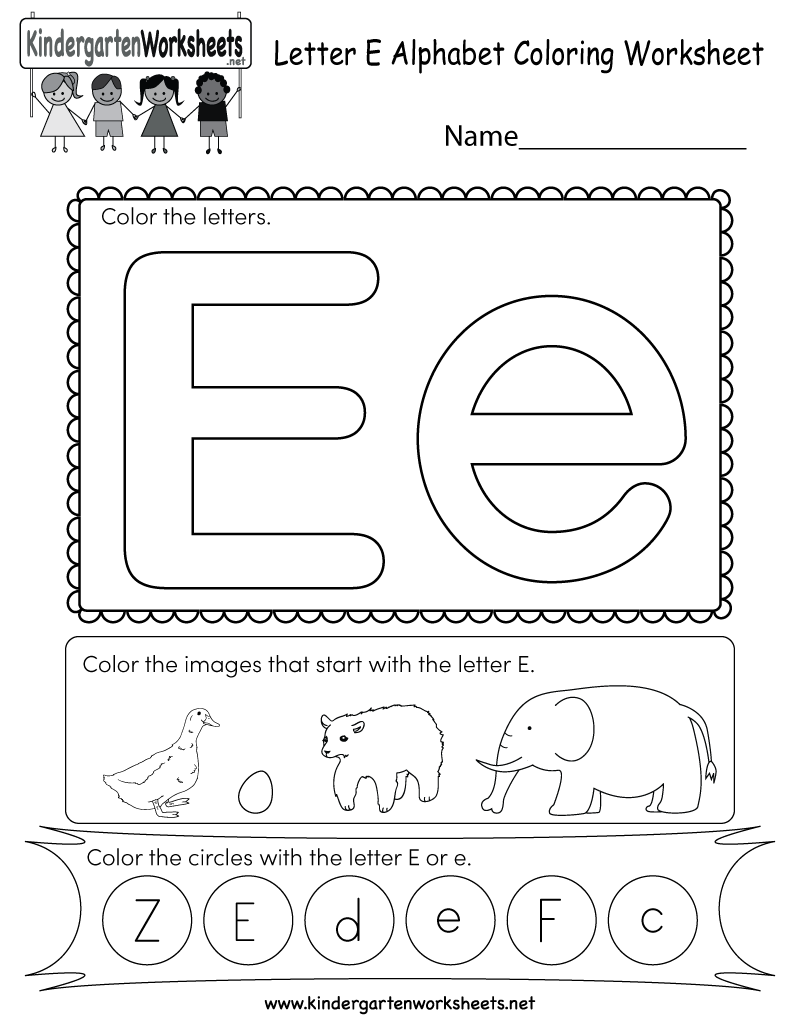 KindergartenWorksheets
.net
Letter E Alphabet Coloring Worksheet
Name
Color the letters.
E e
Color the images that start with the letter E.
Color the circles with the letter E or e.
Z E d e F c
www.kindergartenworksheets.net